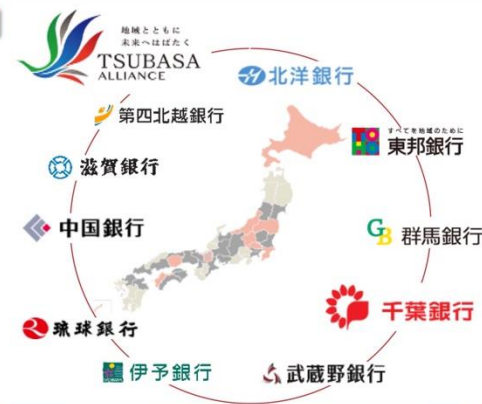 地域とともに
未来へはばたく
TSUBASA
ALLIANCE
北洋銀行
第四北越銀行
すべてを地域のために
TOHO
東邦銀行
滋賀銀行
中国銀行
GB 群馬銀行
千葉銀行
琉球銀行
伊予銀行
武蔵野銀行